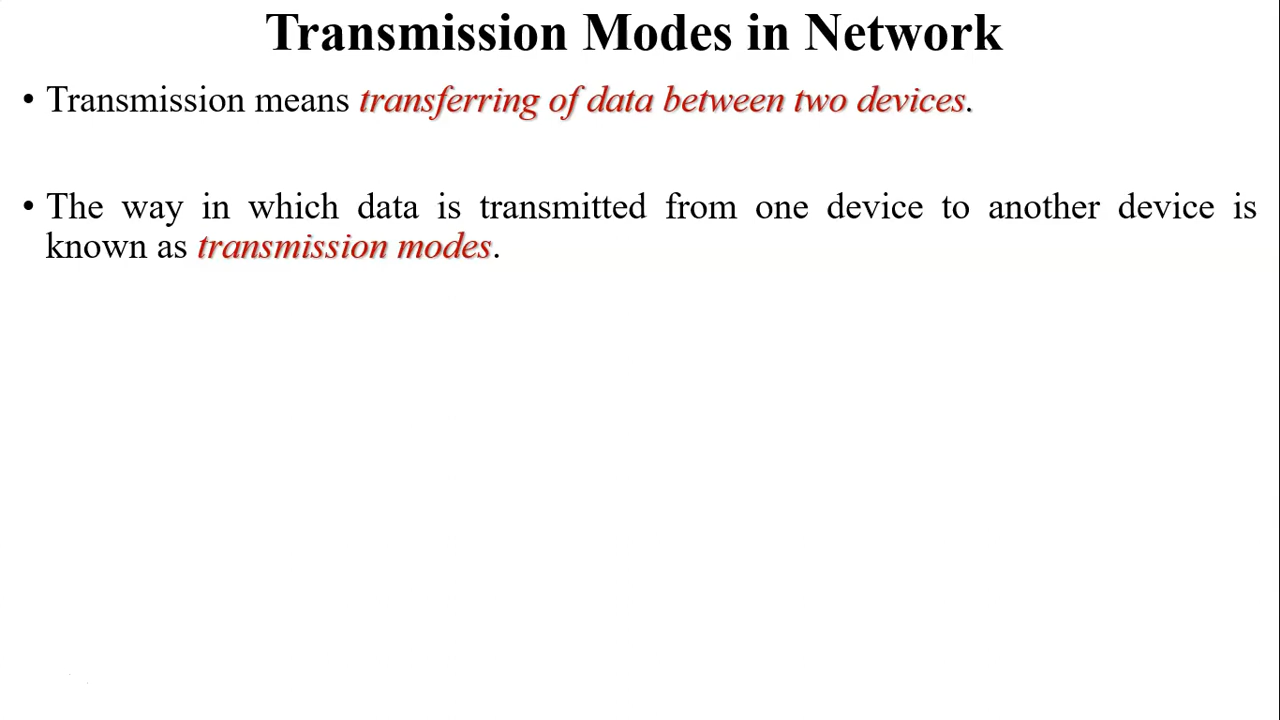 Transmission Modes in Network
• Transmission means transferring of data between two devices.
• The way in which data is transmitted from one device to another device is
known as transmission modes.